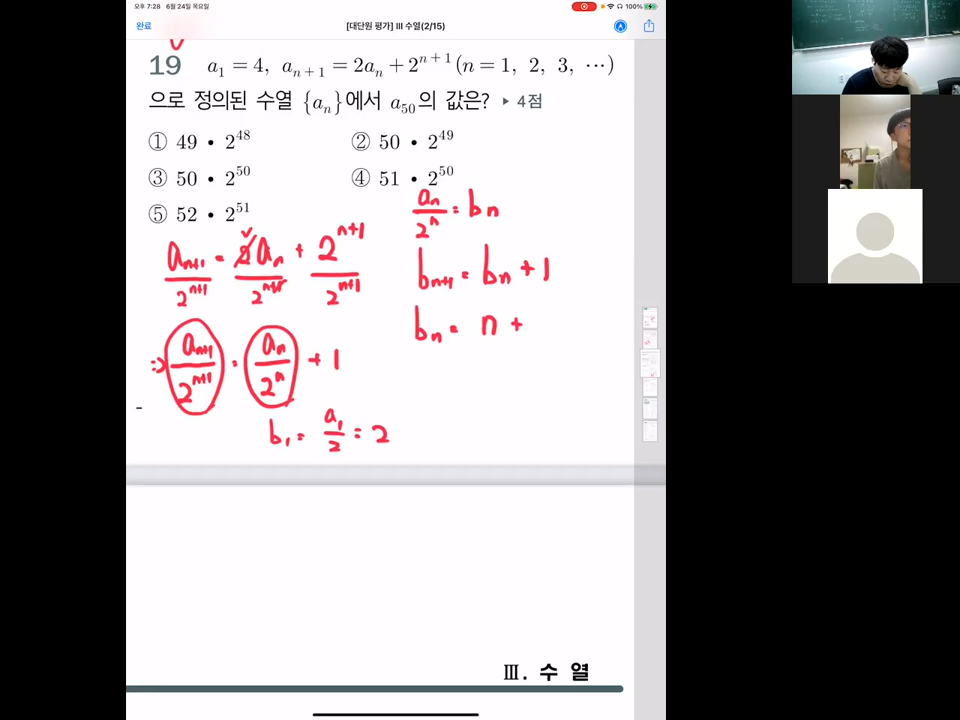 오후 7:28 6월 24일 목요일
100%
완료
[대단원 평가] III 수열(2/15)
19 a₁ = 4, aₙ₊₁ = 2aₙ + 2ⁿ⁺¹ (n = 1, 2, 3, ⋯)
으로 정의된 수열 {aₙ}에서 a₅₀의 값은? ▶ 4점
① 49 • 2⁴⁸ ② 50 • 2⁴⁹
③ 50 • 2⁵⁰ ④ 51 • 2⁵⁰
⑤ 52 • 2⁵¹
aₙ/2ⁿ = bₙ
aₙ₊₁/2ⁿ⁺¹ = 2aₙ/2ⁿ⁺¹ + 2ⁿ⁺¹/2ⁿ⁺¹
bₙ₊₁ = bₙ + 1
bₙ = n +
⇒ aₙ₊₁/2ⁿ⁺¹ = aₙ/2ⁿ + 1
b₁ = a₁/2 = 2
III. 수 열